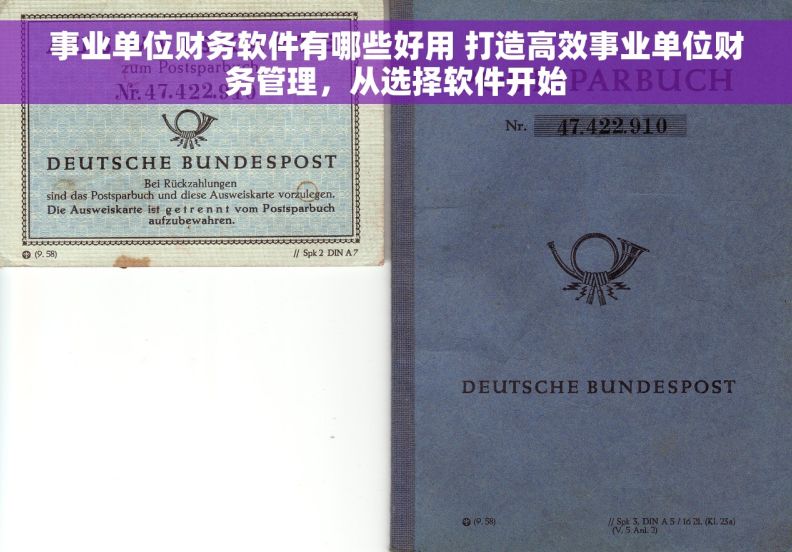 事业单位财务软件有哪些好用 打造高效事业单位财
务管理，从选择软件开始
zum Postsparbuch
Nr. 47.422.910
DEUTSCHE BUNDESPOST
Bei Rückzahlungen
sind das Postsparbuch und diese Ausweiskarte vorzulegen.
Die Ausweiskarte ist getrennt vom Postsparbuch
aufzubewahren.
(9. 58)
// Spk 2 DIN A 7
SPARBUCH
Nr. 47.422.910
DEUTSCHE BUNDESPOST
(9. 58)
// Spk 3, DIN A 5 / 16 Bl. (Kl. 23a)
(V, 5 Anl. 2)